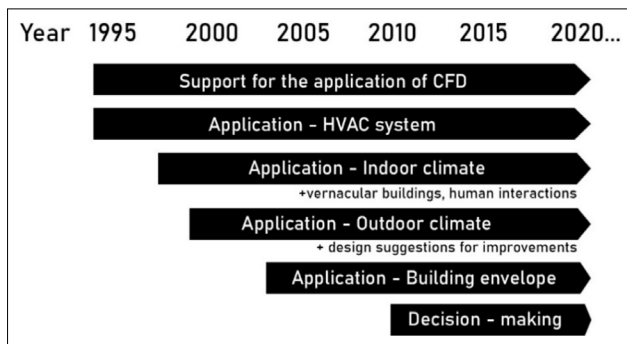 Year 1995 2000 2005 2010 2015 2020...
Support for the application of CFD
Application - HVAC system
Application - Indoor climate
+vernacular buildings, human interactions
Application - Outdoor climate
+ design suggestions for improvements
Application - Building envelope
Decision - making